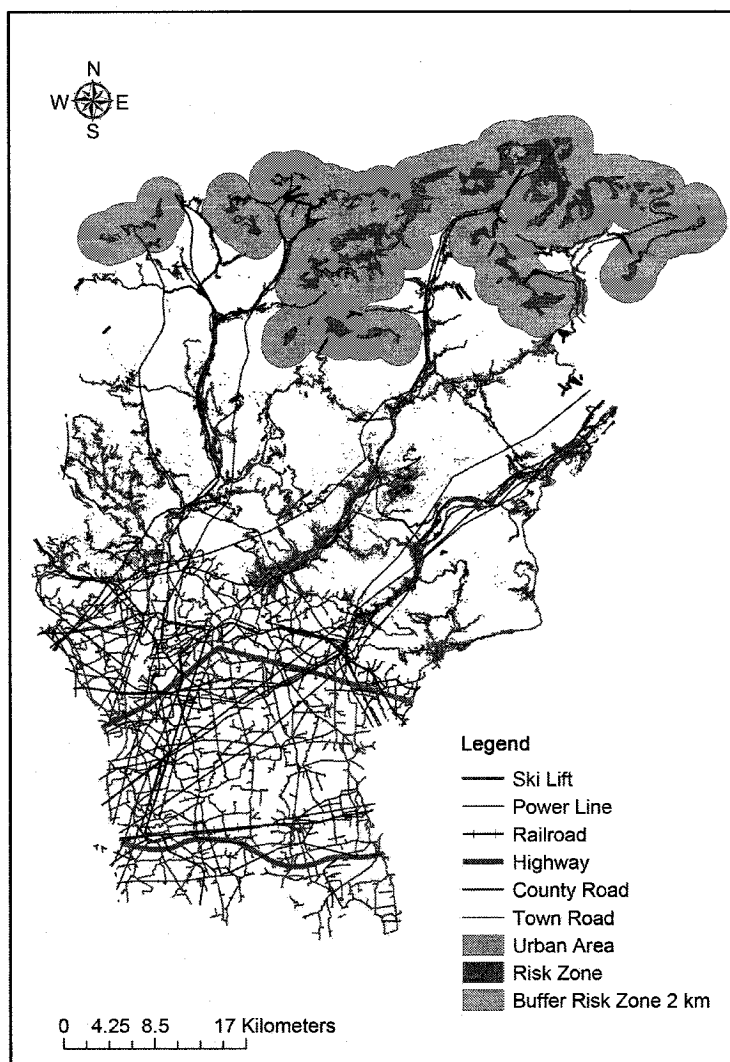 N
W E
S
Legend
Ski Lift
Power Line
Railroad
Highway
County Road
Town Road
Urban Area
Risk Zone
Buffer Risk Zone 2 km
0 4.25 8.5 17 Kilometers